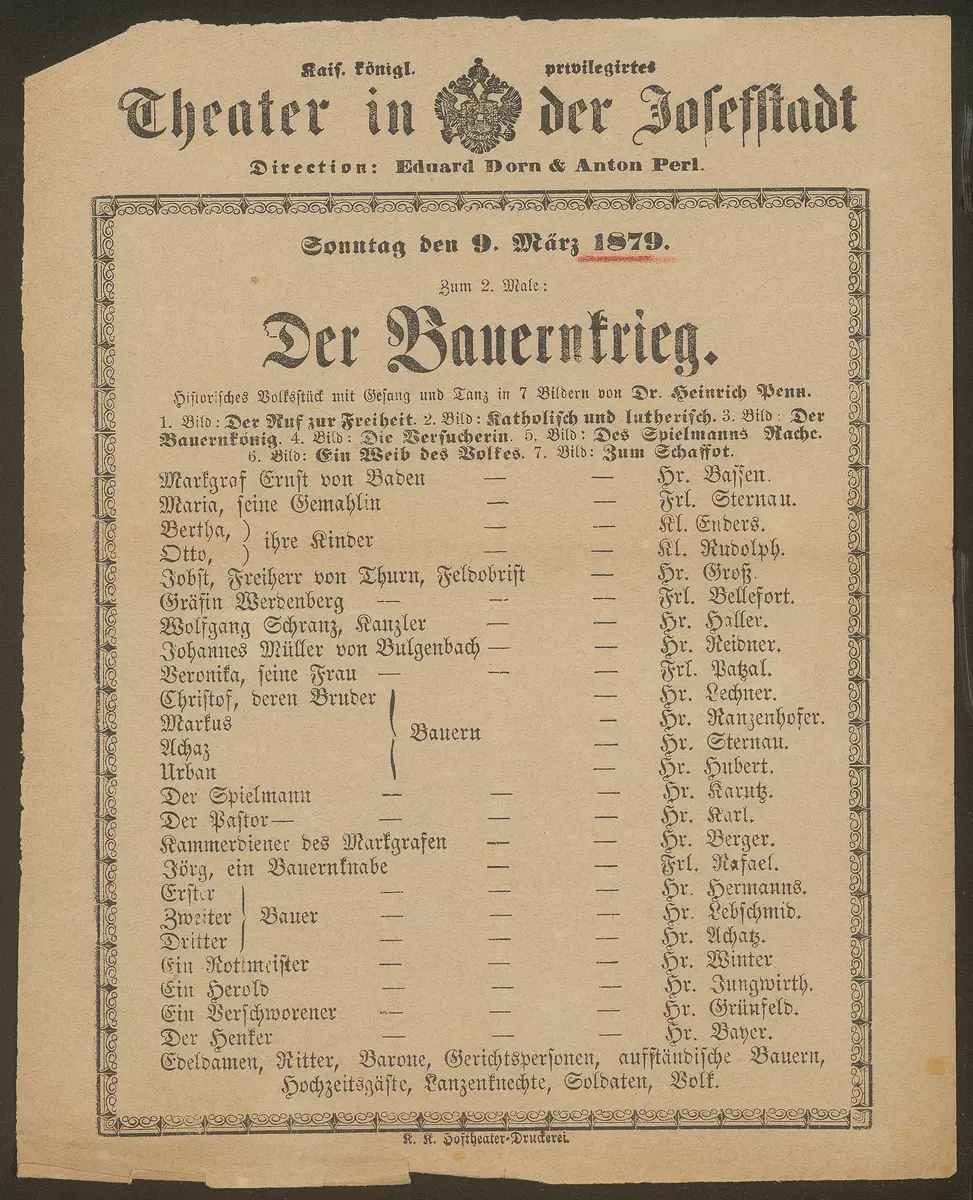 Kais. königl. privilegirtes
Theater in der Josefstadt
Direction: Eduard Dorn & Anton Perl.
Sonntag den 9. März 1879.
Zum 2. Male:
Der Bauernkrieg.
Historisches Volksstück mit Gesang und Tanz in 7 Bildern von Dr. Heinrich Penn.
1. Bild: Der Ruf zur Freiheit. 2. Bild: Katholisch und lutherisch. 3. Bild: Der
Bauernkönig. 4. Bild: Die Versucherin. 5. Bild: Des Spielmanns Rache.
6. Bild: Ein Weib des Volkes. 7. Bild: Zum Schaffot.
Markgraf Ernst von Baden — — Hr. Bassen.
Maria, seine Gemahlin — — Frl. Sternau.
Bertha, ) — — Kl. Enders.
ihre Kinder
Otto, ) — — Kl. Rudolph.
Jobst, Freiherr von Thurn, Feldobrist — Hr. Groß.
Gräfin Werdenberg — — — Frl. Bellefort.
Wolfgang Schranz, Kanzler — — Hr. Haller.
Johannes Müller von Bulgenbach — — Hr. Neidner.
Veronika, seine Frau — — — Frl. Patzal.
Christof, deren Bruder — Hr. Lechner.
Markus — Hr. Ranzenhofer.
Bauern
Achaz — Hr. Sternau.
Urban — Hr. Hubert.
Der Spielmann — — — Hr. Karutz.
Der Pastor — — — — Hr. Karl.
Kammerdiener des Markgrafen — — Hr. Berger.
Jörg, ein Bauernknabe — — Frl. Rafael.
Erster — — — Hr. Hermanns.
Zweiter Bauer — — — Hr. Lebschmid.
Dritter — — — Hr. Achatz.
Ein Rottmeister — — — Hr. Winter
Ein Herold — — — Hr. Jungwirth.
Ein Verschworener — — — Hr. Grünfeld.
Der Henker — — — Hr. Bayer.
Edeldamen, Ritter, Barone, Gerichtspersonen, aufständische Bauern,
Hochzeitsgäste, Lanzenknechte, Soldaten, Volk.
K. K. Hoftheater-Druckerei.